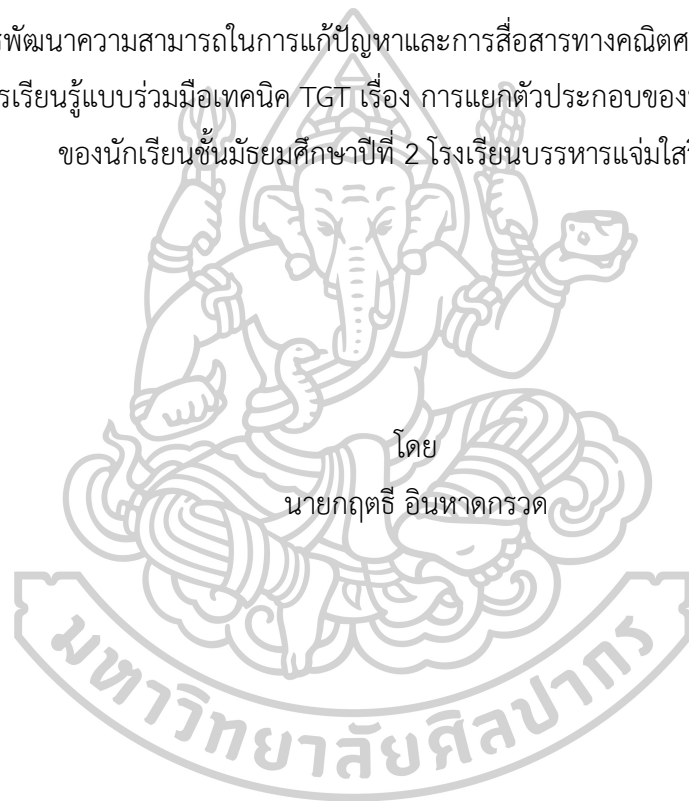 รพัฒนาความสามารถในการแก้ปัญหาและการสื่อสารทางคณิตศ
รเรียนรู้แบบร่วมมือเทคนิค TGT เรื่อง การแยกตัวประกอบของ
ของนักเรียนชั้นมัธยมศึกษาปีที่ 2 โรงเรียนบรรหารแจ่มใส
โดย
นายกฤตธี อินหาดกรวด
มหาวิทยาลัยศิลปากร